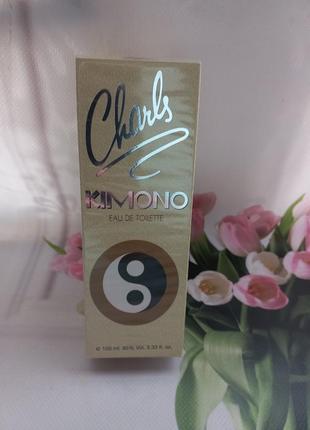 Charls
KIMONO
EAU DE TOILETTE
e 100 ml. 80% Vol. 3.33 fl. oz.